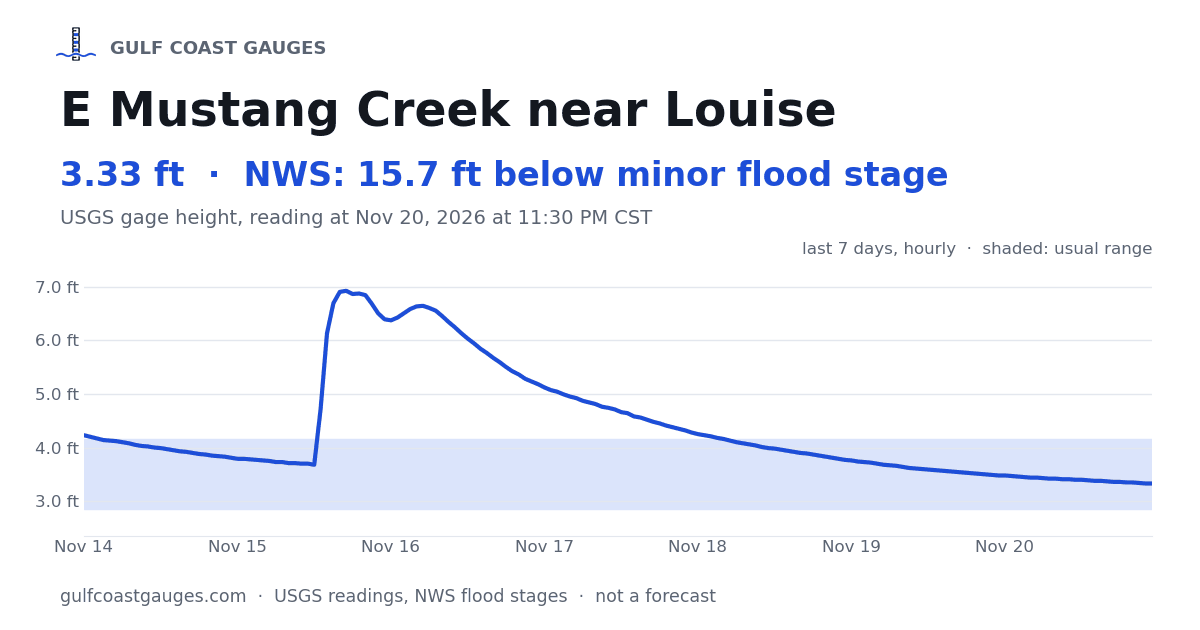 GULF COAST GAUGES
E Mustang Creek near Louise
3.33 ft · NWS: 15.7 ft below minor flood stage
USGS gage height, reading at Nov 20, 2026 at 11:30 PM CST
last 7 days, hourly · shaded: usual range
7.0 ft
6.0 ft
5.0 ft
4.0 ft
3.0 ft
Nov 14 Nov 15 Nov 16 Nov 17 Nov 18 Nov 19 Nov 20
gulfcoastgauges.com · USGS readings, NWS flood stages · not a forecast